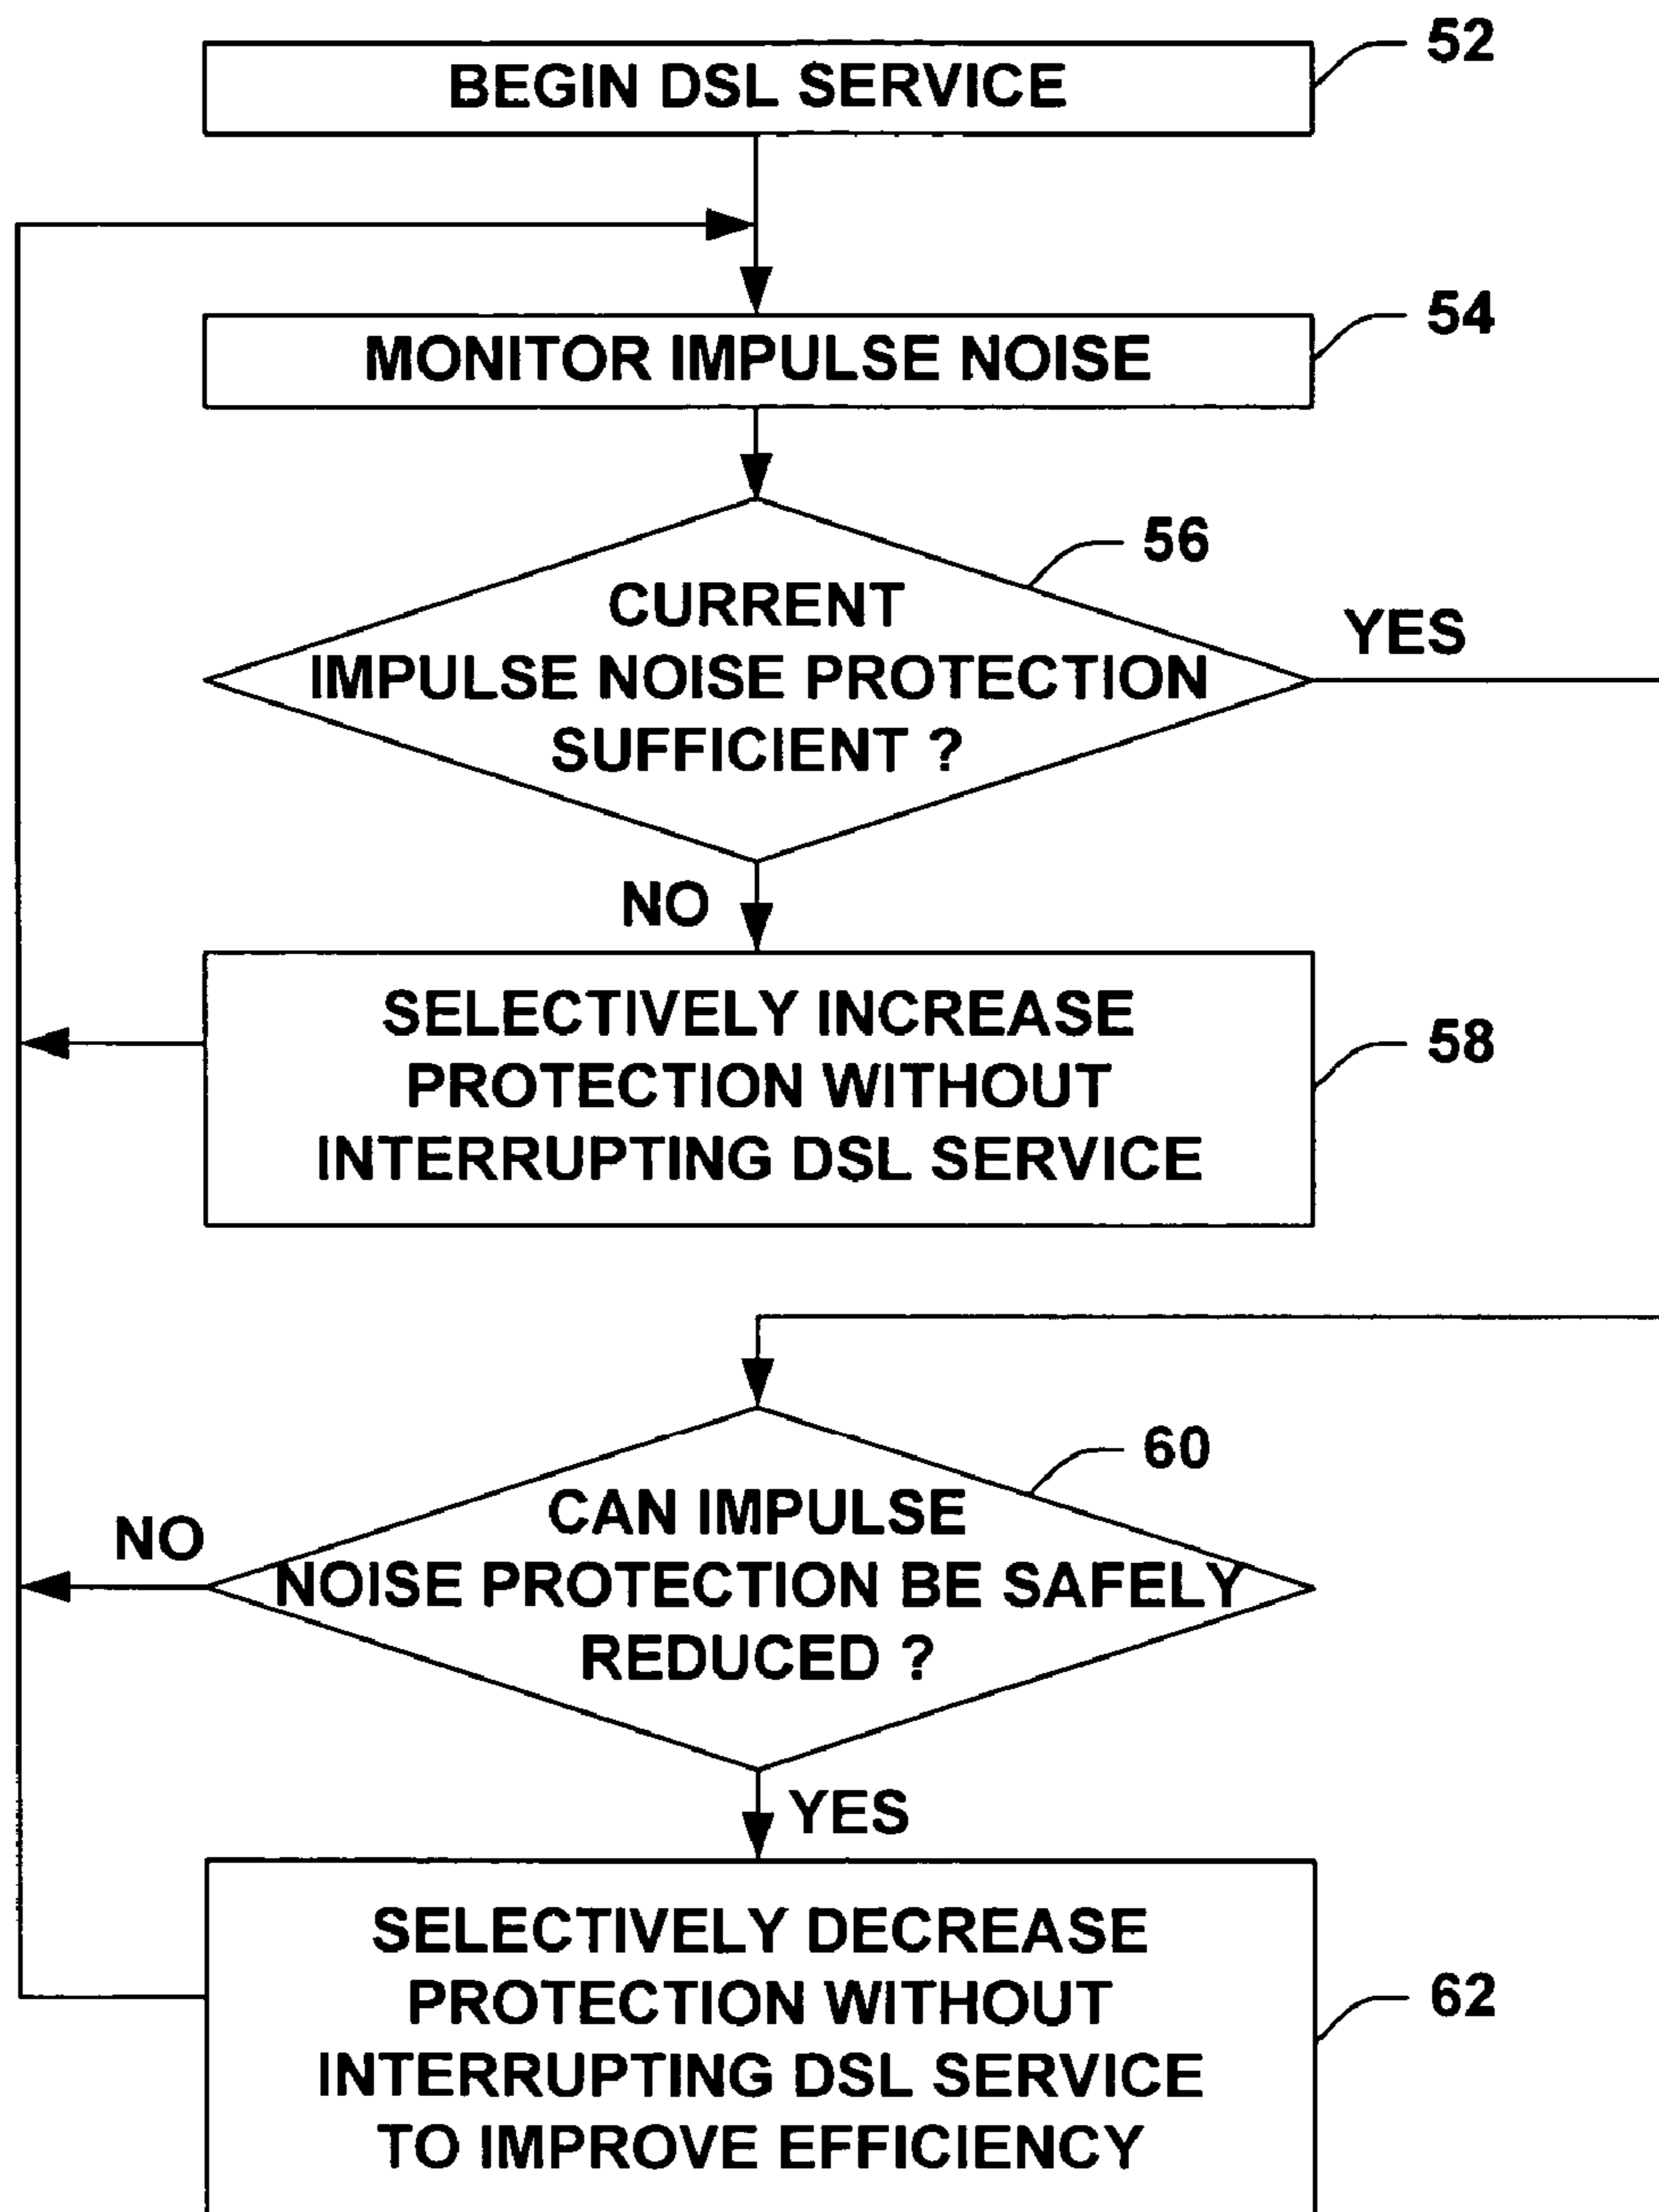 BEGIN DSL SERVICE
52
MONITOR IMPULSE NOISE
54
56
CURRENT
IMPULSE NOISE PROTECTION
SUFFICIENT ?
YES
NO
SELECTIVELY INCREASE
PROTECTION WITHOUT
INTERRUPTING DSL SERVICE
58
60
CAN IMPULSE
NOISE PROTECTION BE SAFELY
REDUCED ?
NO
YES
SELECTIVELY DECREASE
PROTECTION WITHOUT
INTERRUPTING DSL SERVICE
TO IMPROVE EFFICIENCY
62